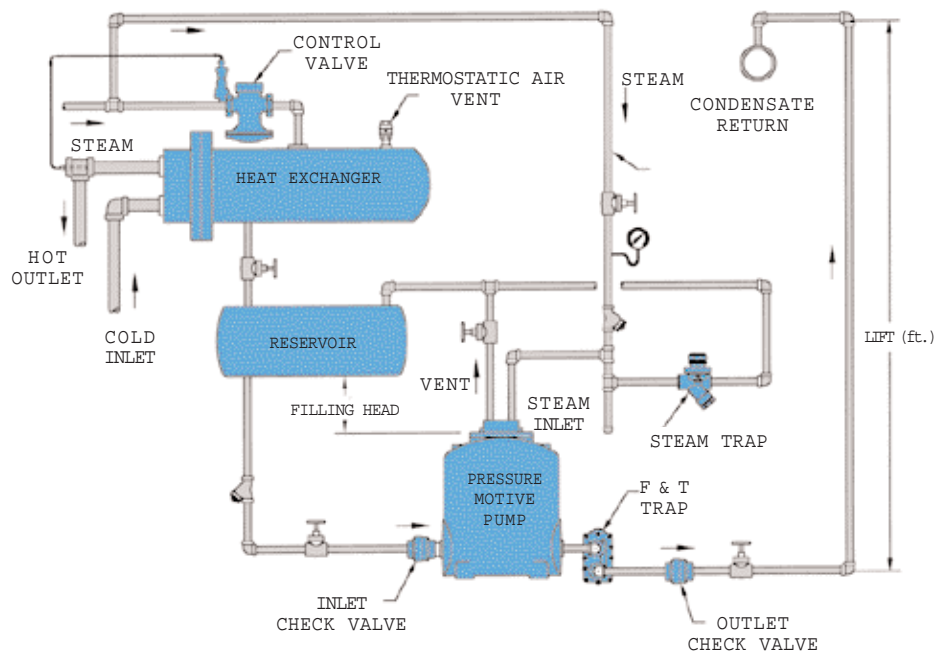 CONTROL
VALVE
THERMOSTATIC AIR
VENT
STEAM
CONDENSATE
RETURN
STEAM
HEAT EXCHANGER
HOT
OUTLET
COLD
INLET
RESERVOIR
LIFT (ft.)
VENT
FILLING HEAD
STEAM
INLET
STEAM TRAP
PRESSURE
MOTIVE
PUMP
F & T
TRAP
INLET
CHECK VALVE
OUTLET
CHECK VALVE